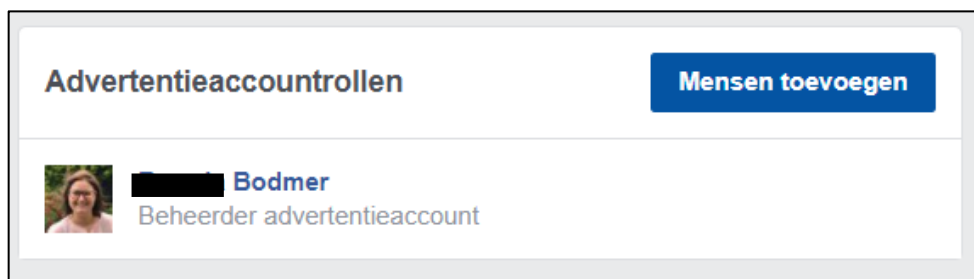 Advertentieaccountrollen
Mensen toevoegen
Bodmer
Beheerder advertentieaccount